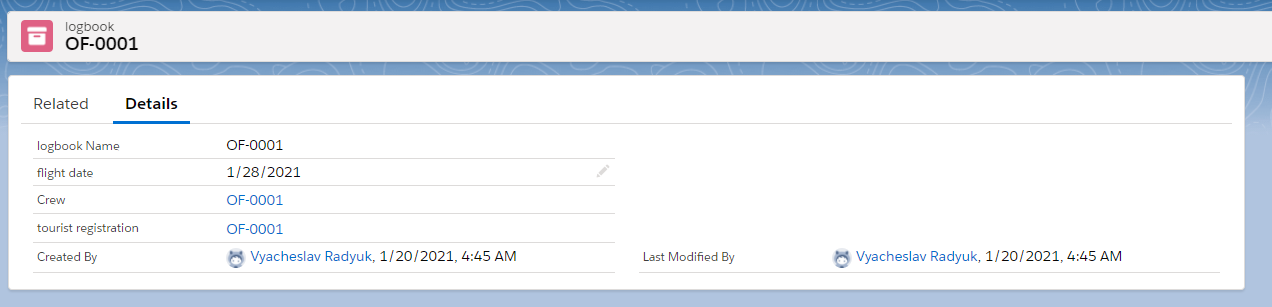 logbook
OF-0001
Related Details
logbook Name OF-0001
flight date 1/28/2021
Crew OF-0001
tourist registration OF-0001
Created By Vyacheslav Radyuk, 1/20/2021, 4:45 AM Last Modified By Vyacheslav Radyuk, 1/20/2021, 4:45 AM